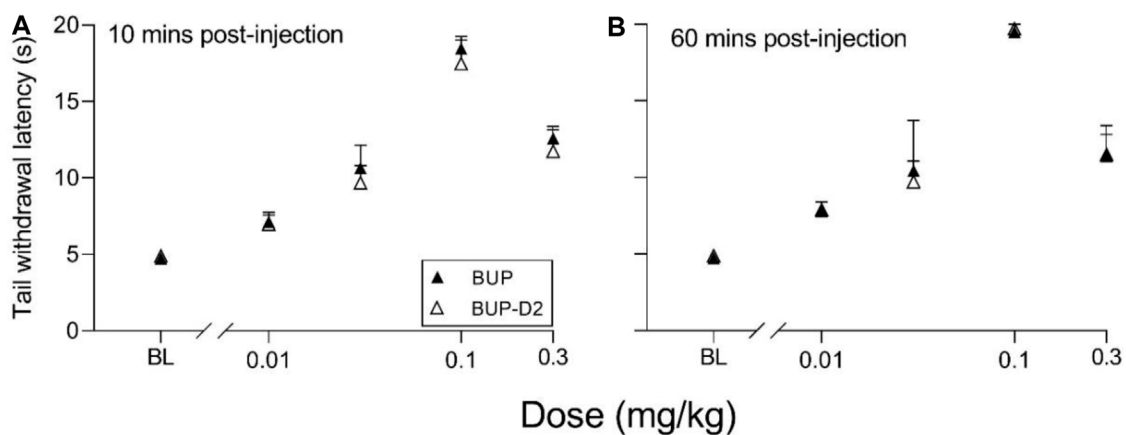 A
10 mins post-injection
B
60 mins post-injection
Tail withdrawal latency (s)
20
15
10
5
0
BUP
BUP-D2
BL
0.01
0.1
0.3
BL
0.01
0.1
0.3
Dose (mg/kg)